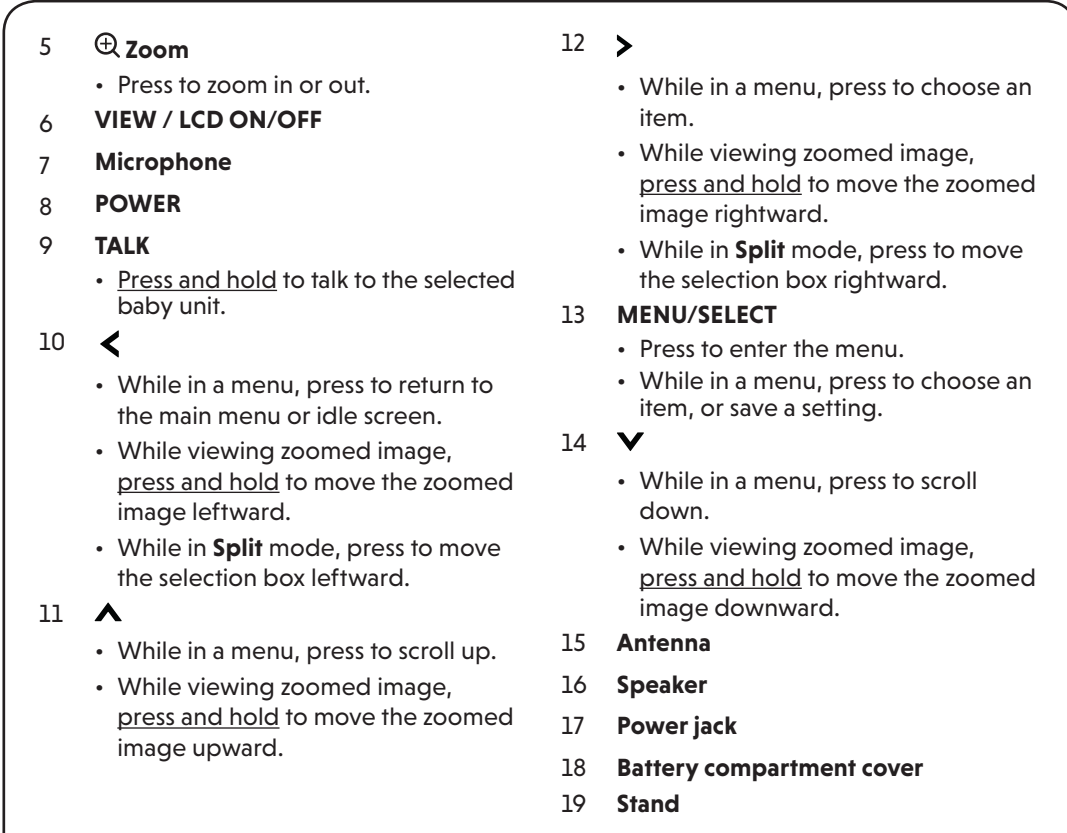 5 Zoom
• Press to zoom in or out.
6 VIEW / LCD ON/OFF
7 Microphone
8 POWER
9 TALK
• Press and hold to talk to the selected
baby unit.
10 <
• While in a menu, press to return to
the main menu or idle screen.
• While viewing zoomed image,
press and hold to move the zoomed
image leftward.
• While in Split mode, press to move
the selection box leftward.
11 ∧
• While in a menu, press to scroll up.
• While viewing zoomed image,
press and hold to move the zoomed
image upward.
12 >
• While in a menu, press to choose an
item.
• While viewing zoomed image,
press and hold to move the zoomed
image rightward.
• While in Split mode, press to move
the selection box rightward.
13 MENU/SELECT
• Press to enter the menu.
• While in a menu, press to choose an
item, or save a setting.
14 ∨
• While in a menu, press to scroll
down.
• While viewing zoomed image,
press and hold to move the zoomed
image downward.
15 Antenna
16 Speaker
17 Power jack
18 Battery compartment cover
19 Stand